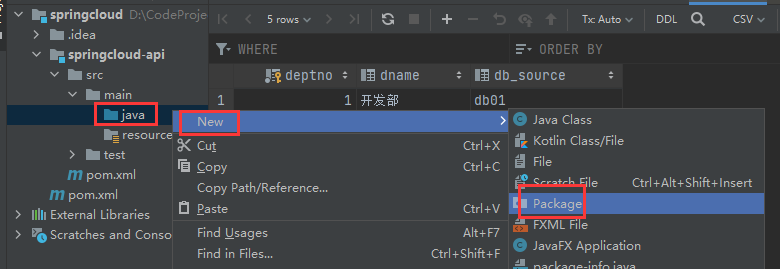 springcloud D:\CodeProje
.idea
springcloud-api
src
main
java
resource
test
pom.xml
pom.xml
External Libraries
Scratches and Conso
5 rows
Tx: Auto
DDL
CSV
WHERE
ORDER BY
deptno
dname
db_source
1
1
开发部
db01
New
Cut Ctrl+X
Copy Ctrl+C
Copy Path/Reference...
Paste Ctrl+V
Find Usages Alt+F7
Find in Files... Ctrl+Shift+F
Java Class
Kotlin Class/File
File
Scratch File Ctrl+Alt+Shift+Insert
Package
FXML File
JavaFX Application
package-info.java